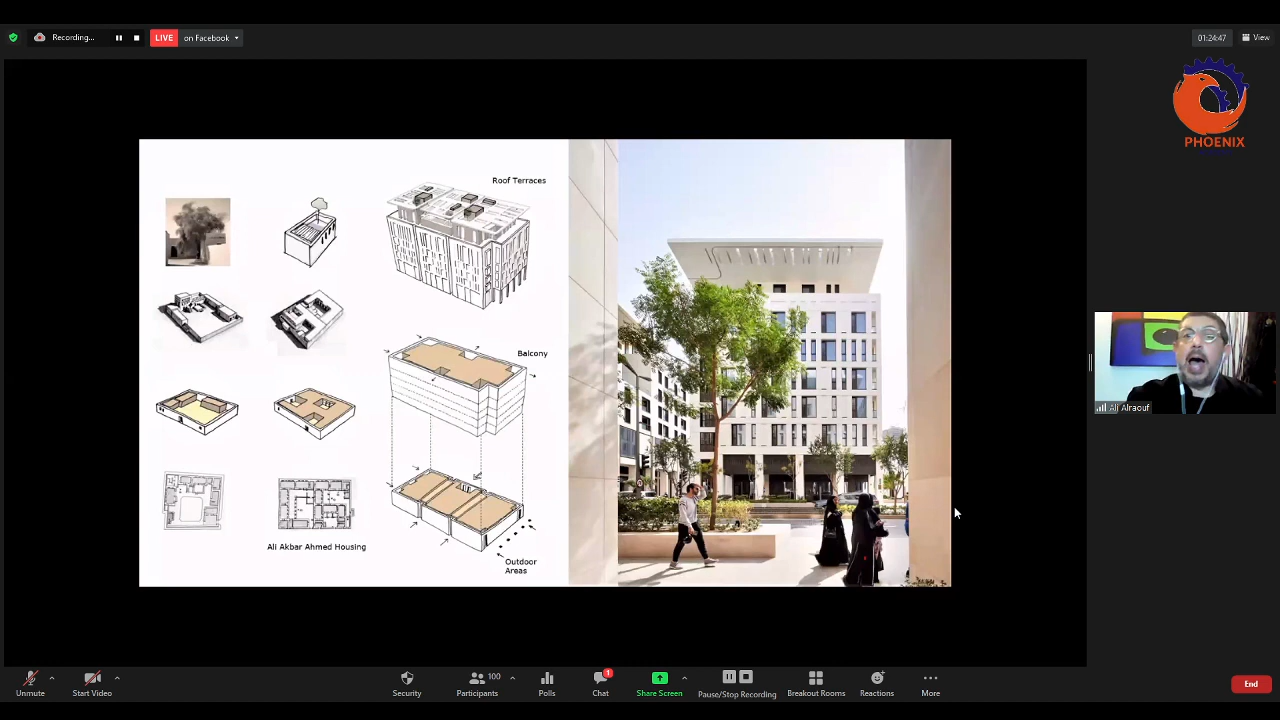 Recording...
LIVE
on Facebook
01:24:47
View
PHOENIX
Roof Terraces
Balcony
Ali Akbar Ahmed Housing
Outdoor
Areas
Ali Alraouf
Unmute
Start Video
Security
100
Participants
Polls
1
Chat
Share Screen
Pause/Stop Recording
Breakout Rooms
Reactions
More
End